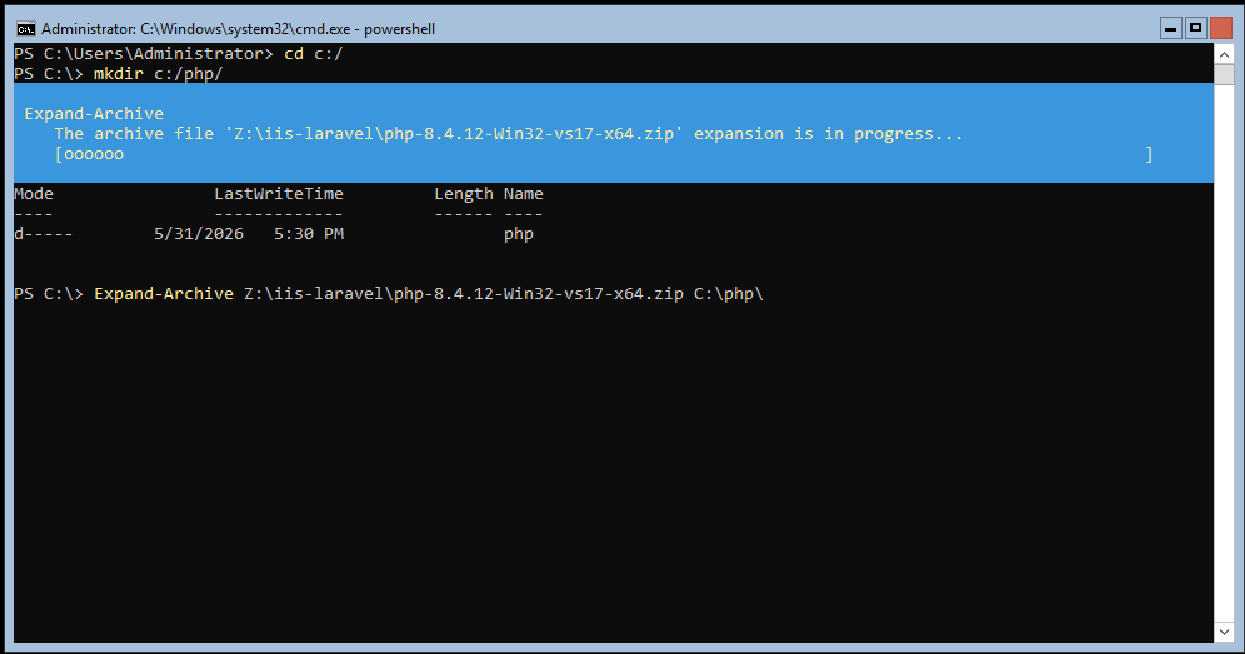 Administrator: C:\Windows\system32\cmd.exe - powershell
PS C:\Users\Administrator> cd c:/
PS C:\> mkdir c:/php/
Expand-Archive
The archive file 'Z:\iis-laravel\php-8.4.12-Win32-vs17-x64.zip' expansion is in progress...
[oooooo ]
Mode LastWriteTime Length Name
---- ------------- ------ ----
d----- 5/31/2026 5:30 PM php
PS C:\> Expand-Archive Z:\iis-laravel\php-8.4.12-Win32-vs17-x64.zip C:\php\